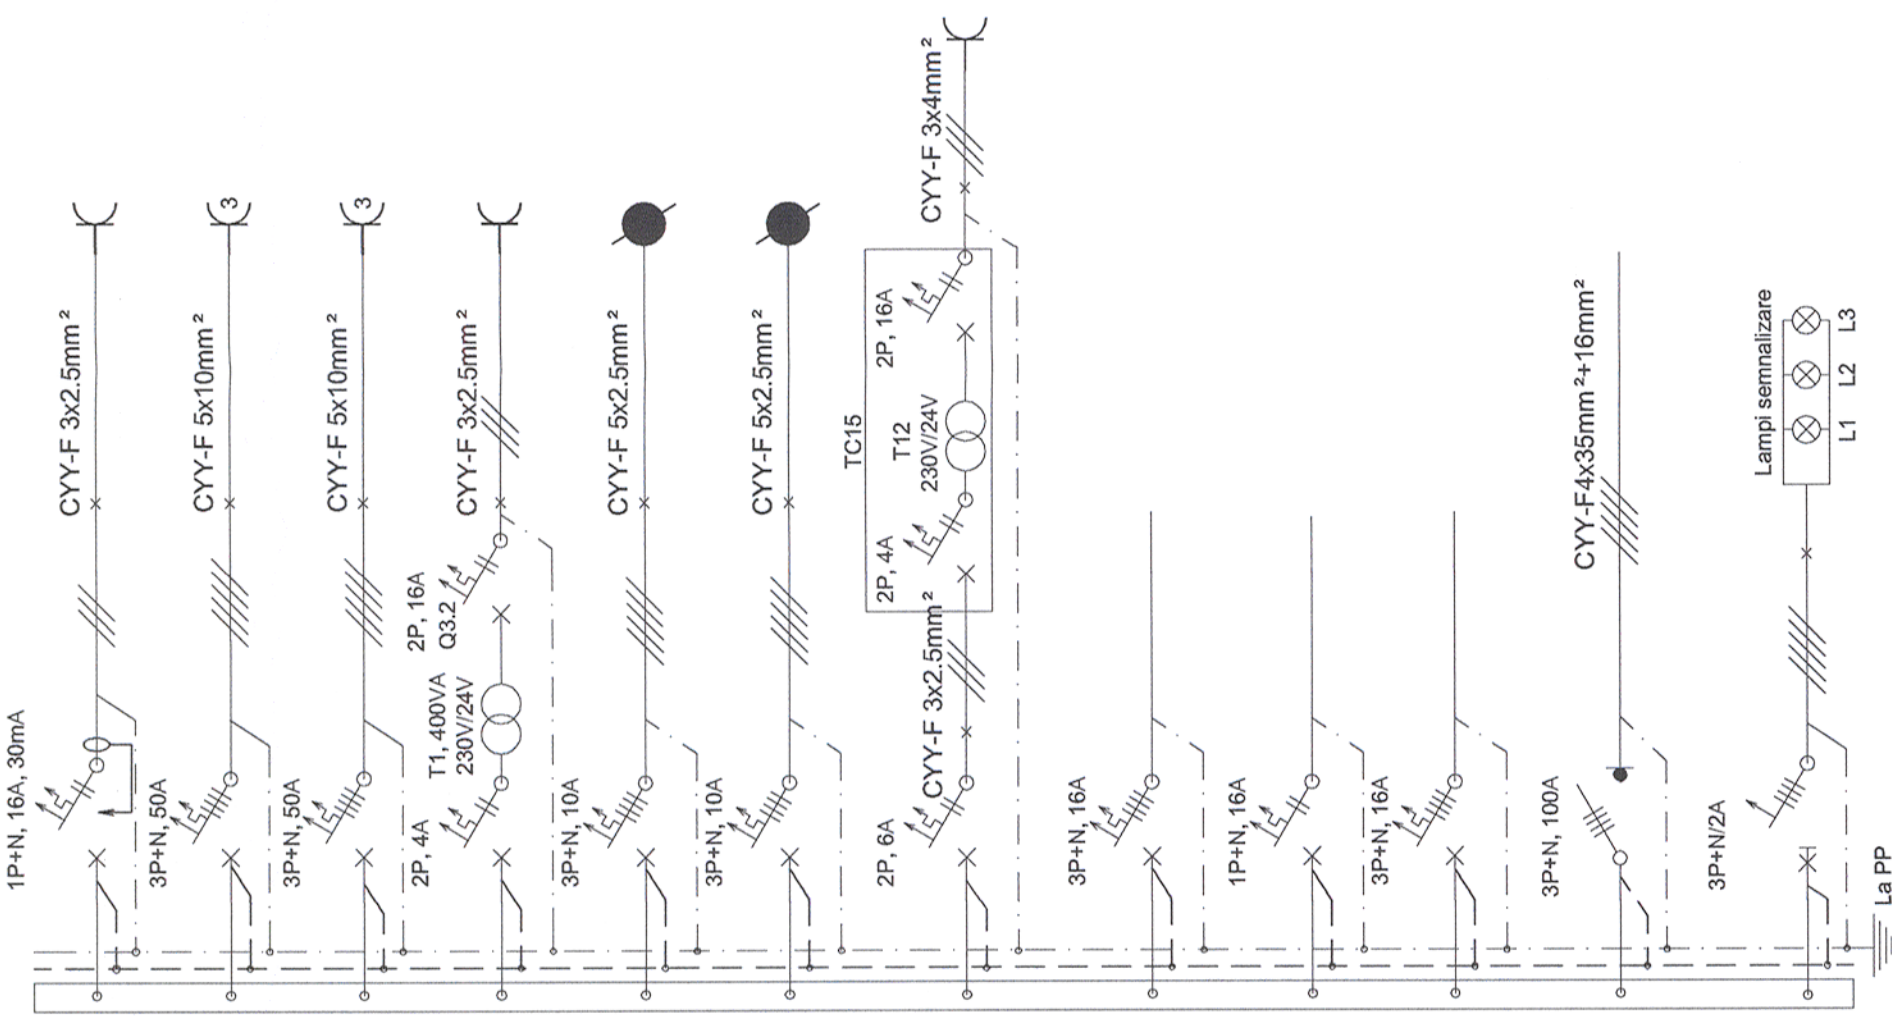 1P+N, 16A, 30mA
CYY-F 3x2.5mm²
3P+N, 50A
CYY-F 5x10mm²
3
3P+N, 50A
CYY-F 5x10mm²
3
2P, 4A
T1, 400VA
230V/24V
2P, 16A
Q3.2
CYY-F 3x2.5mm²
3P+N, 10A
CYY-F 5x2.5mm²
3P+N, 10A
CYY-F 5x2.5mm²
2P, 6A
CYY-F 3x2.5mm²
TC15
2P, 4A
T12
230V/24V
2P, 16A
CYY-F 3x4mm²
3P+N, 16A
1P+N, 16A
3P+N, 16A
3P+N, 100A
CYY-F4x35mm²+16mm²
3P+N/2A
Lampi semnalizare
L1 L2 L3
La PP